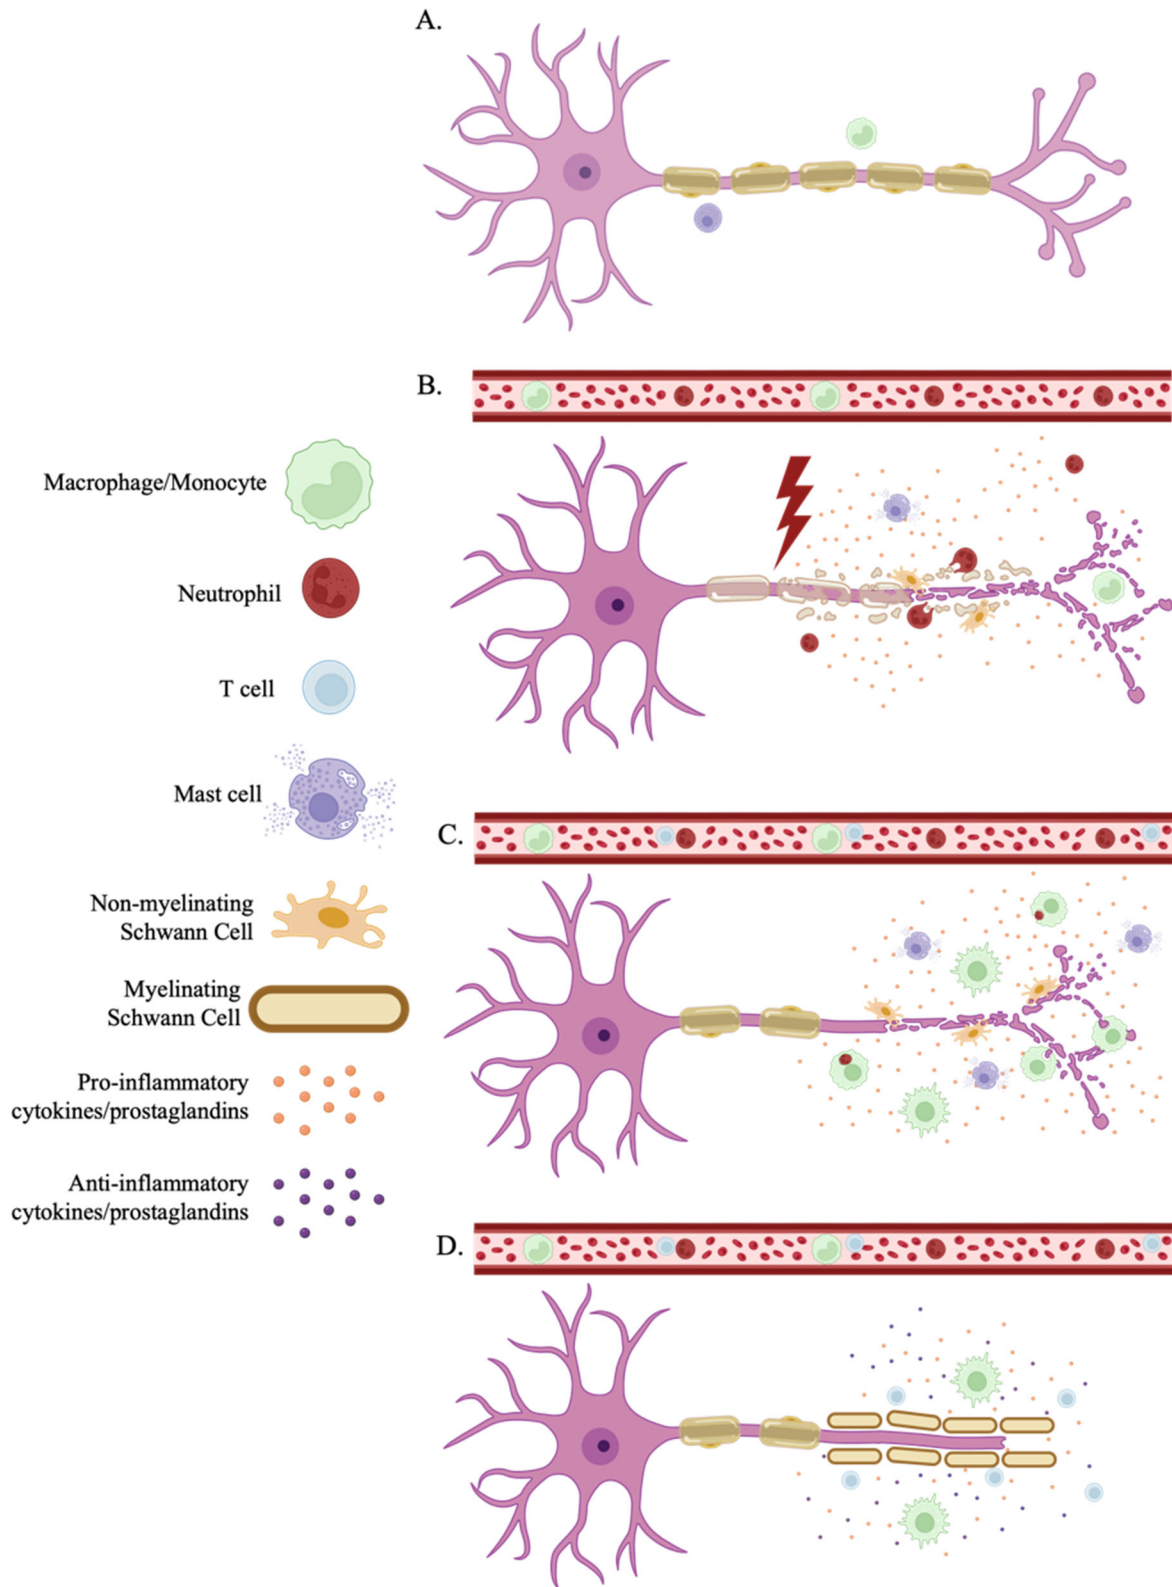 A.
B.
Macrophage/Monocyte
Neutrophil
T cell
Mast cell
C.
Non-myelinating
Schwann Cell
Myelinating
Schwann Cell
Pro-inflammatory
cytokines/prostaglandins
Anti-inflammatory
cytokines/prostaglandins
D.